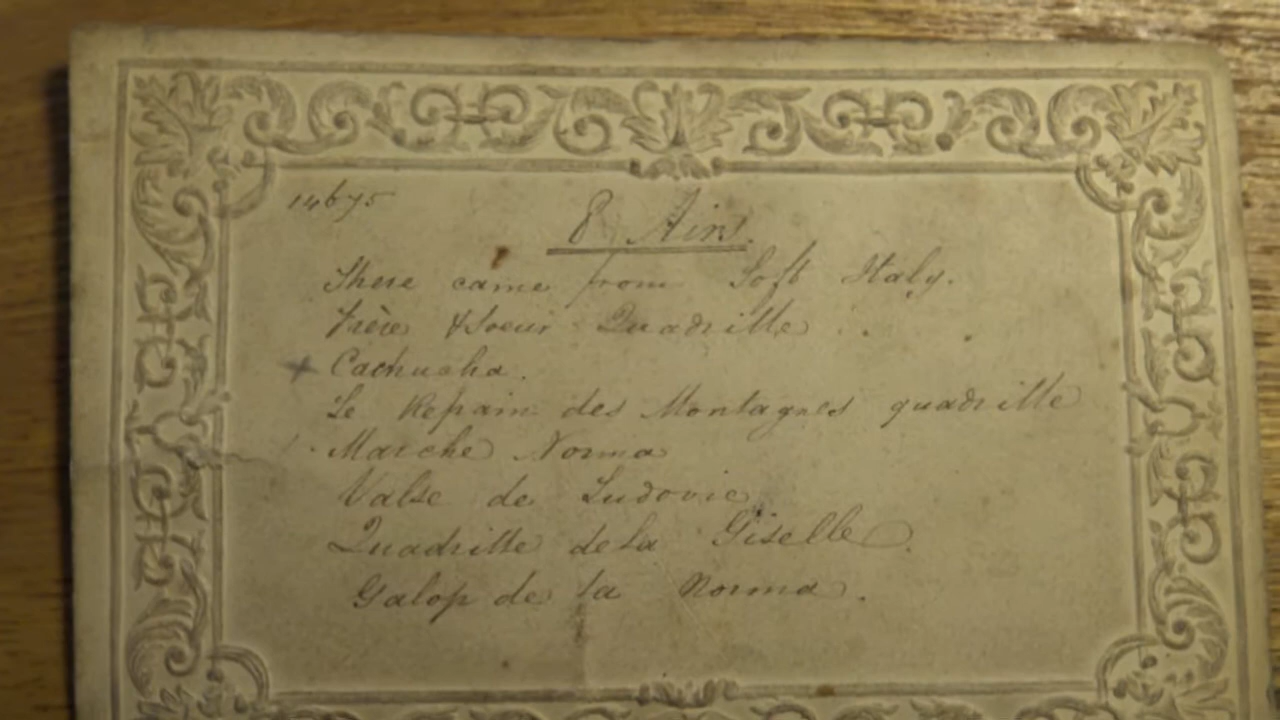 14675
8 Airs.
There came from Soft Italy.
Frère & Soeur Quadrille ..
+ Cachucha.
Le Repain des Montagnes quadrille
Marche Norma
Valse de Ludovic
Quadrille de la Giselle.
Galop de la Norma.